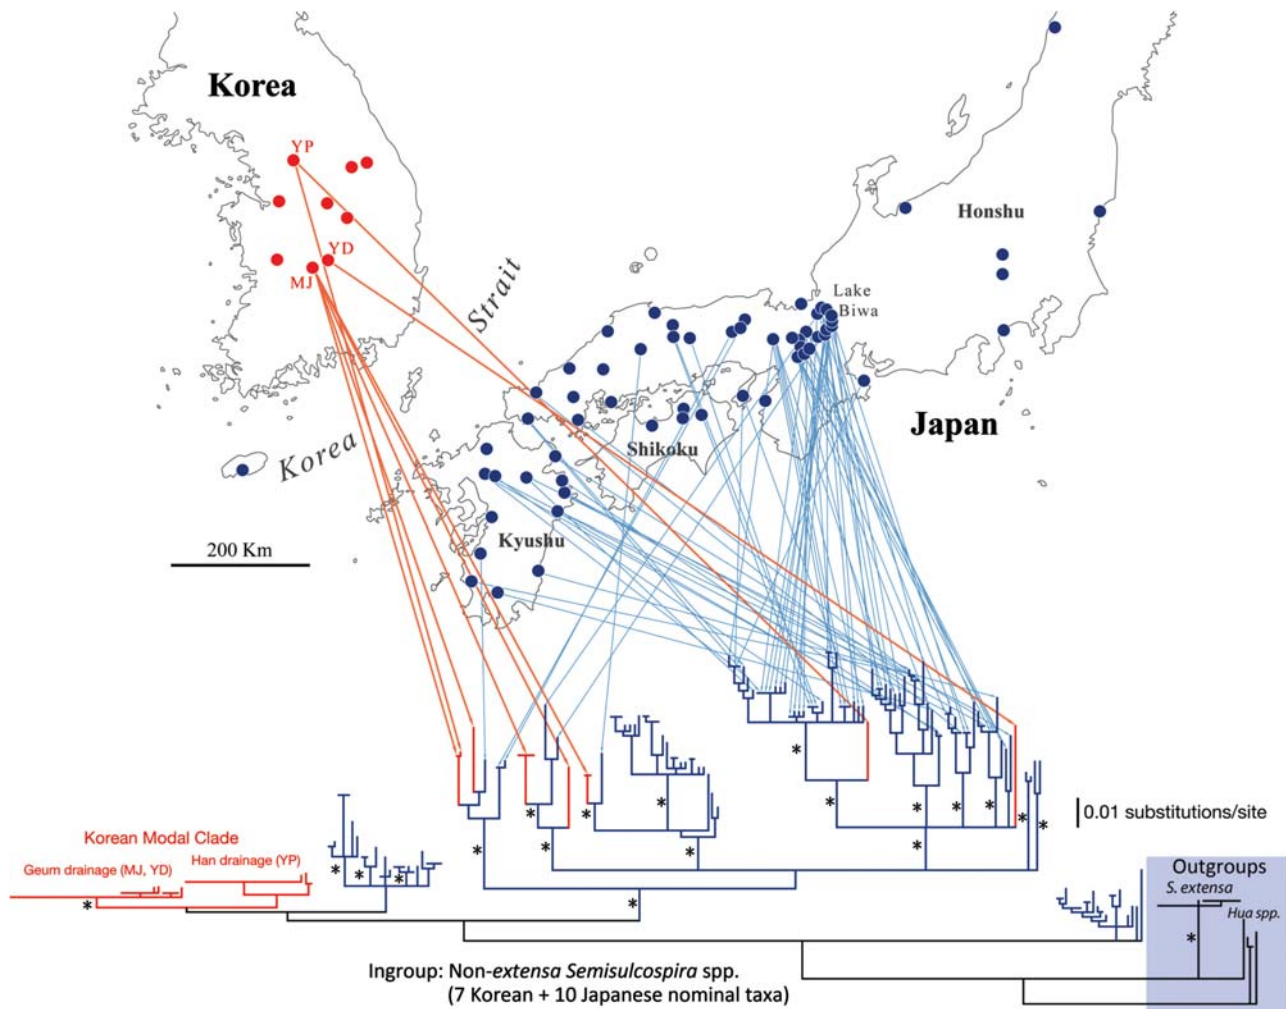 Korea
YP
YD
MJ
Honshu
Strait
Lake
Biwa
Japan
Shikoku
Korea
Kyushu
200 Km
*
*
*
*
*
*
*
*
*
*
*
0.01 substitutions/site
Korean Modal Clade
Geum drainage (MJ, YD)
Han drainage (YP)
*
*
*
*
*
*
Outgroups
S. extensa
Hua spp.
*
Ingroup: Non-extensa Semisulcospira spp.
(7 Korean + 10 Japanese nominal taxa)